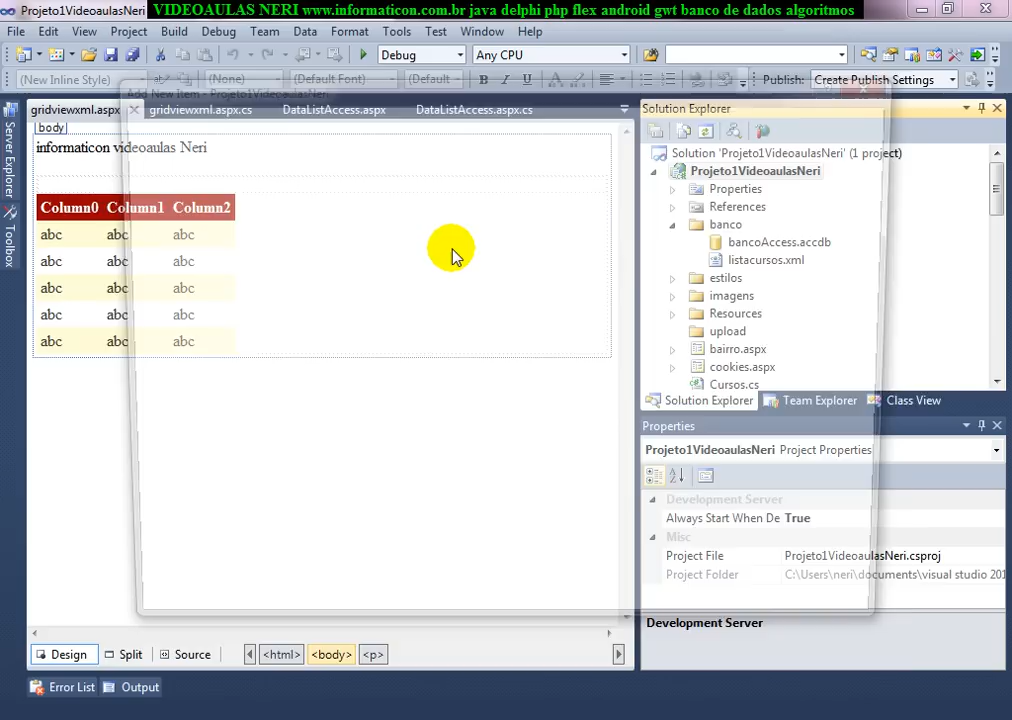 Projeto1VideoaulasNeri
VIDEOAULAS NERI www.informaticon.com.br java delphi php flex android gwt banco de dados algoritmos
File Edit View Project Build Debug Team Data Format Tools Test Window Help
Debug Any CPU
(New Inline Style) (None) (Default Font) (Default B I U A Publish: Create Publish Settings
Add New Item - Projeto1VideoaulasNeri
gridviewxml.aspx gridviewxml.aspx.cs DataListAccess.aspx DataListAccess.aspx.cs
body
informaticon videoaulas Neri
Column0 Column1 Column2
abc abc abc
abc abc abc
abc abc abc
abc abc abc
abc abc abc
Design Split Source <html> <body> <p>
Error List Output
Server Explorer
Toolbox
Solution Explorer
Solution 'Projeto1VideoaulasNeri' (1 project)
Projeto1VideoaulasNeri
Properties
References
banco
bancoAccess.accdb
listacursos.xml
estilos
imagens
Resources
upload
bairro.aspx
cookies.aspx
Cursos.cs
Solution Explorer Team Explorer Class View
Properties
Projeto1VideoaulasNeri Project Properties
Development Server
Always Start When De True
Misc
Project File Projeto1VideoaulasNeri.csproj
Project Folder C:\Users\neri\documents\visual studio 201
Development Server